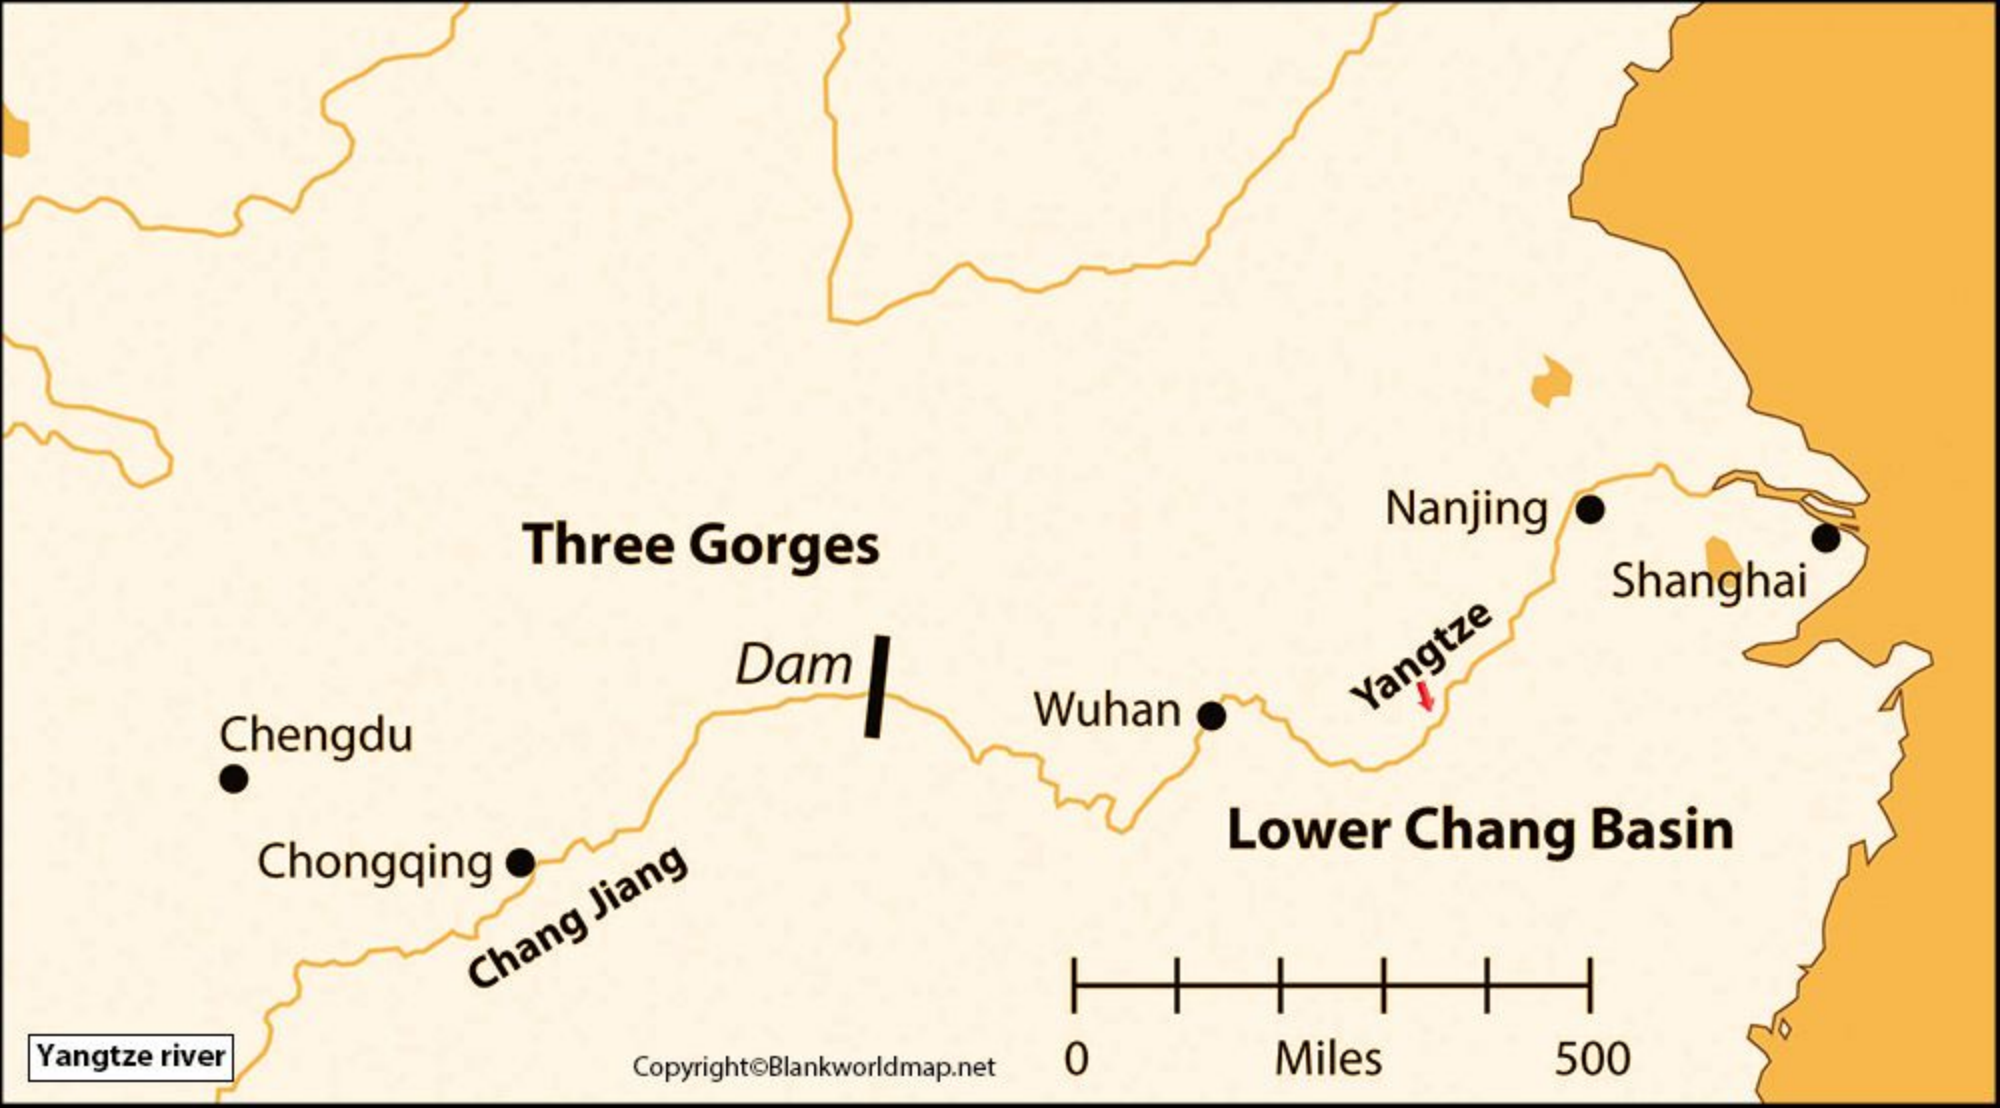 Three Gorges
Nanjing
Shanghai
Yangtze
Dam
Wuhan
Chengdu
Chongqing
Chang Jiang
Lower Chang Basin
0 Miles 500
Yangtze river
Copyright©Blankworldmap.net